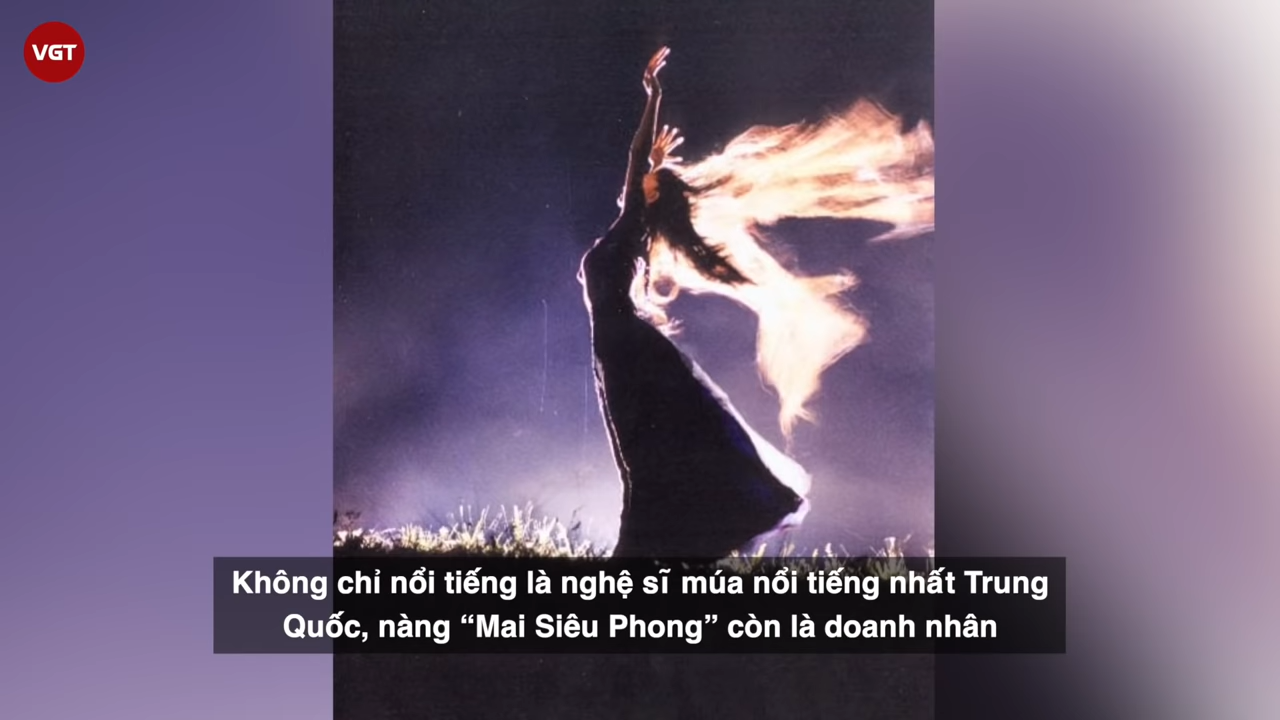 VGT
Không chỉ nổi tiếng là nghệ sĩ múa nổi tiếng nhất Trung
Quốc, nàng “Mai Siêu Phong” còn là doanh nhân